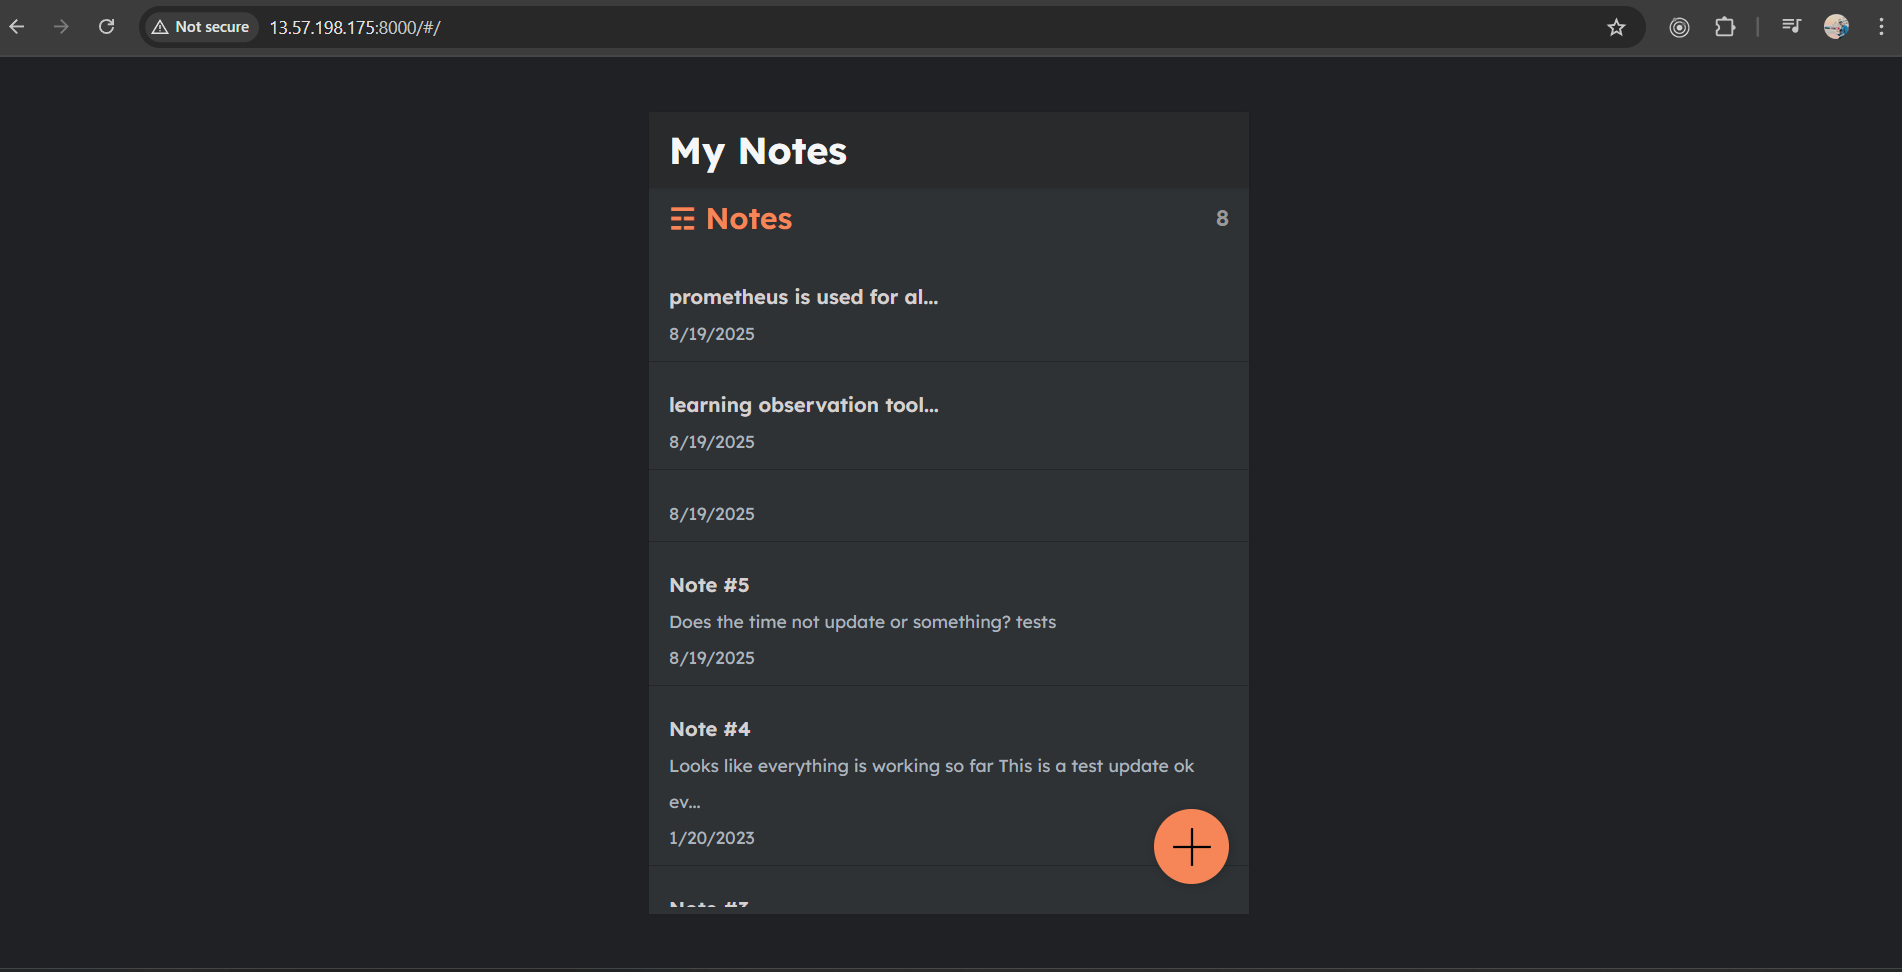 Not secure
13.57.198.175:8000/#/
My Notes
Notes
8
prometheus is used for al...
8/19/2025
learning observation tool...
8/19/2025
8/19/2025
Note #5
Does the time not update or something? tests
8/19/2025
Note #4
Looks like everything is working so far This is a test update ok
ev...
1/20/2023
Note #3